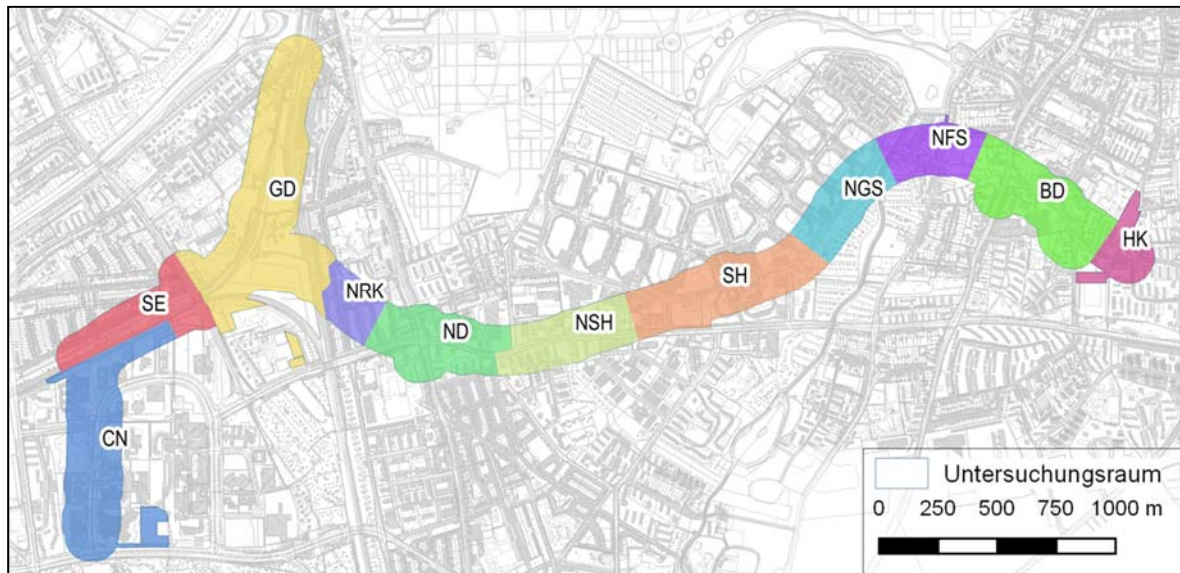 NFS
GD
NGS
BD
HK
SH
SE
NRK
NSH
ND
CN
Untersuchungsraum
0 250 500 750 1000 m